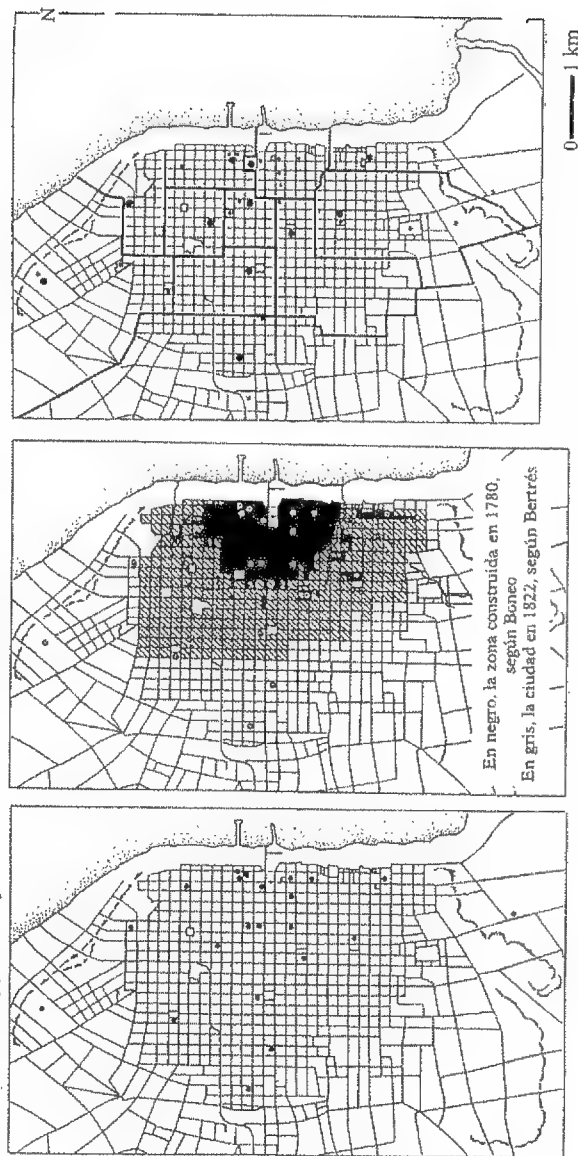 N
En negro, la zona construida en 1780,
según Boneo
En gris, la ciudad en 1822, según Bertrés
0 1 km